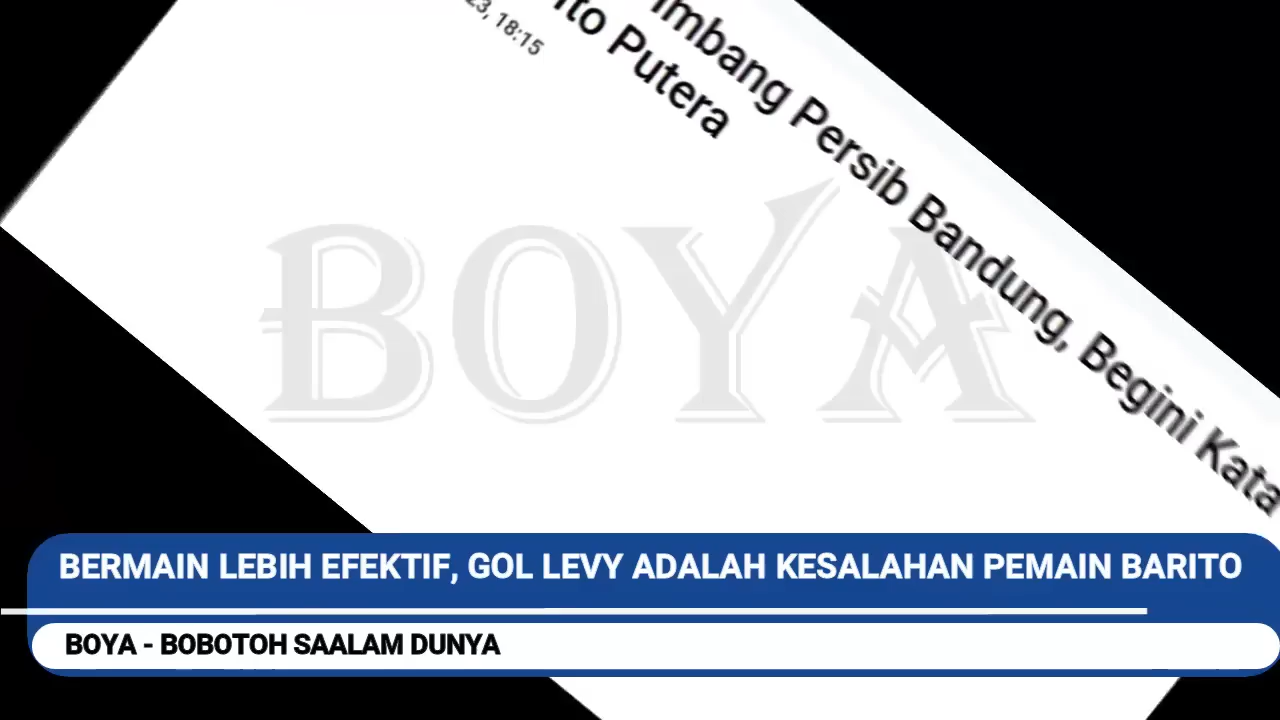 imbang Persib Bandung, Begini Kata
ito Putera
23, 18:15
BOYA
BERMAIN LEBIH EFEKTIF, GOL LEVY ADALAH KESALAHAN PEMAIN BARITO
BOYA - BOBOTOH SAALAM DUNYA